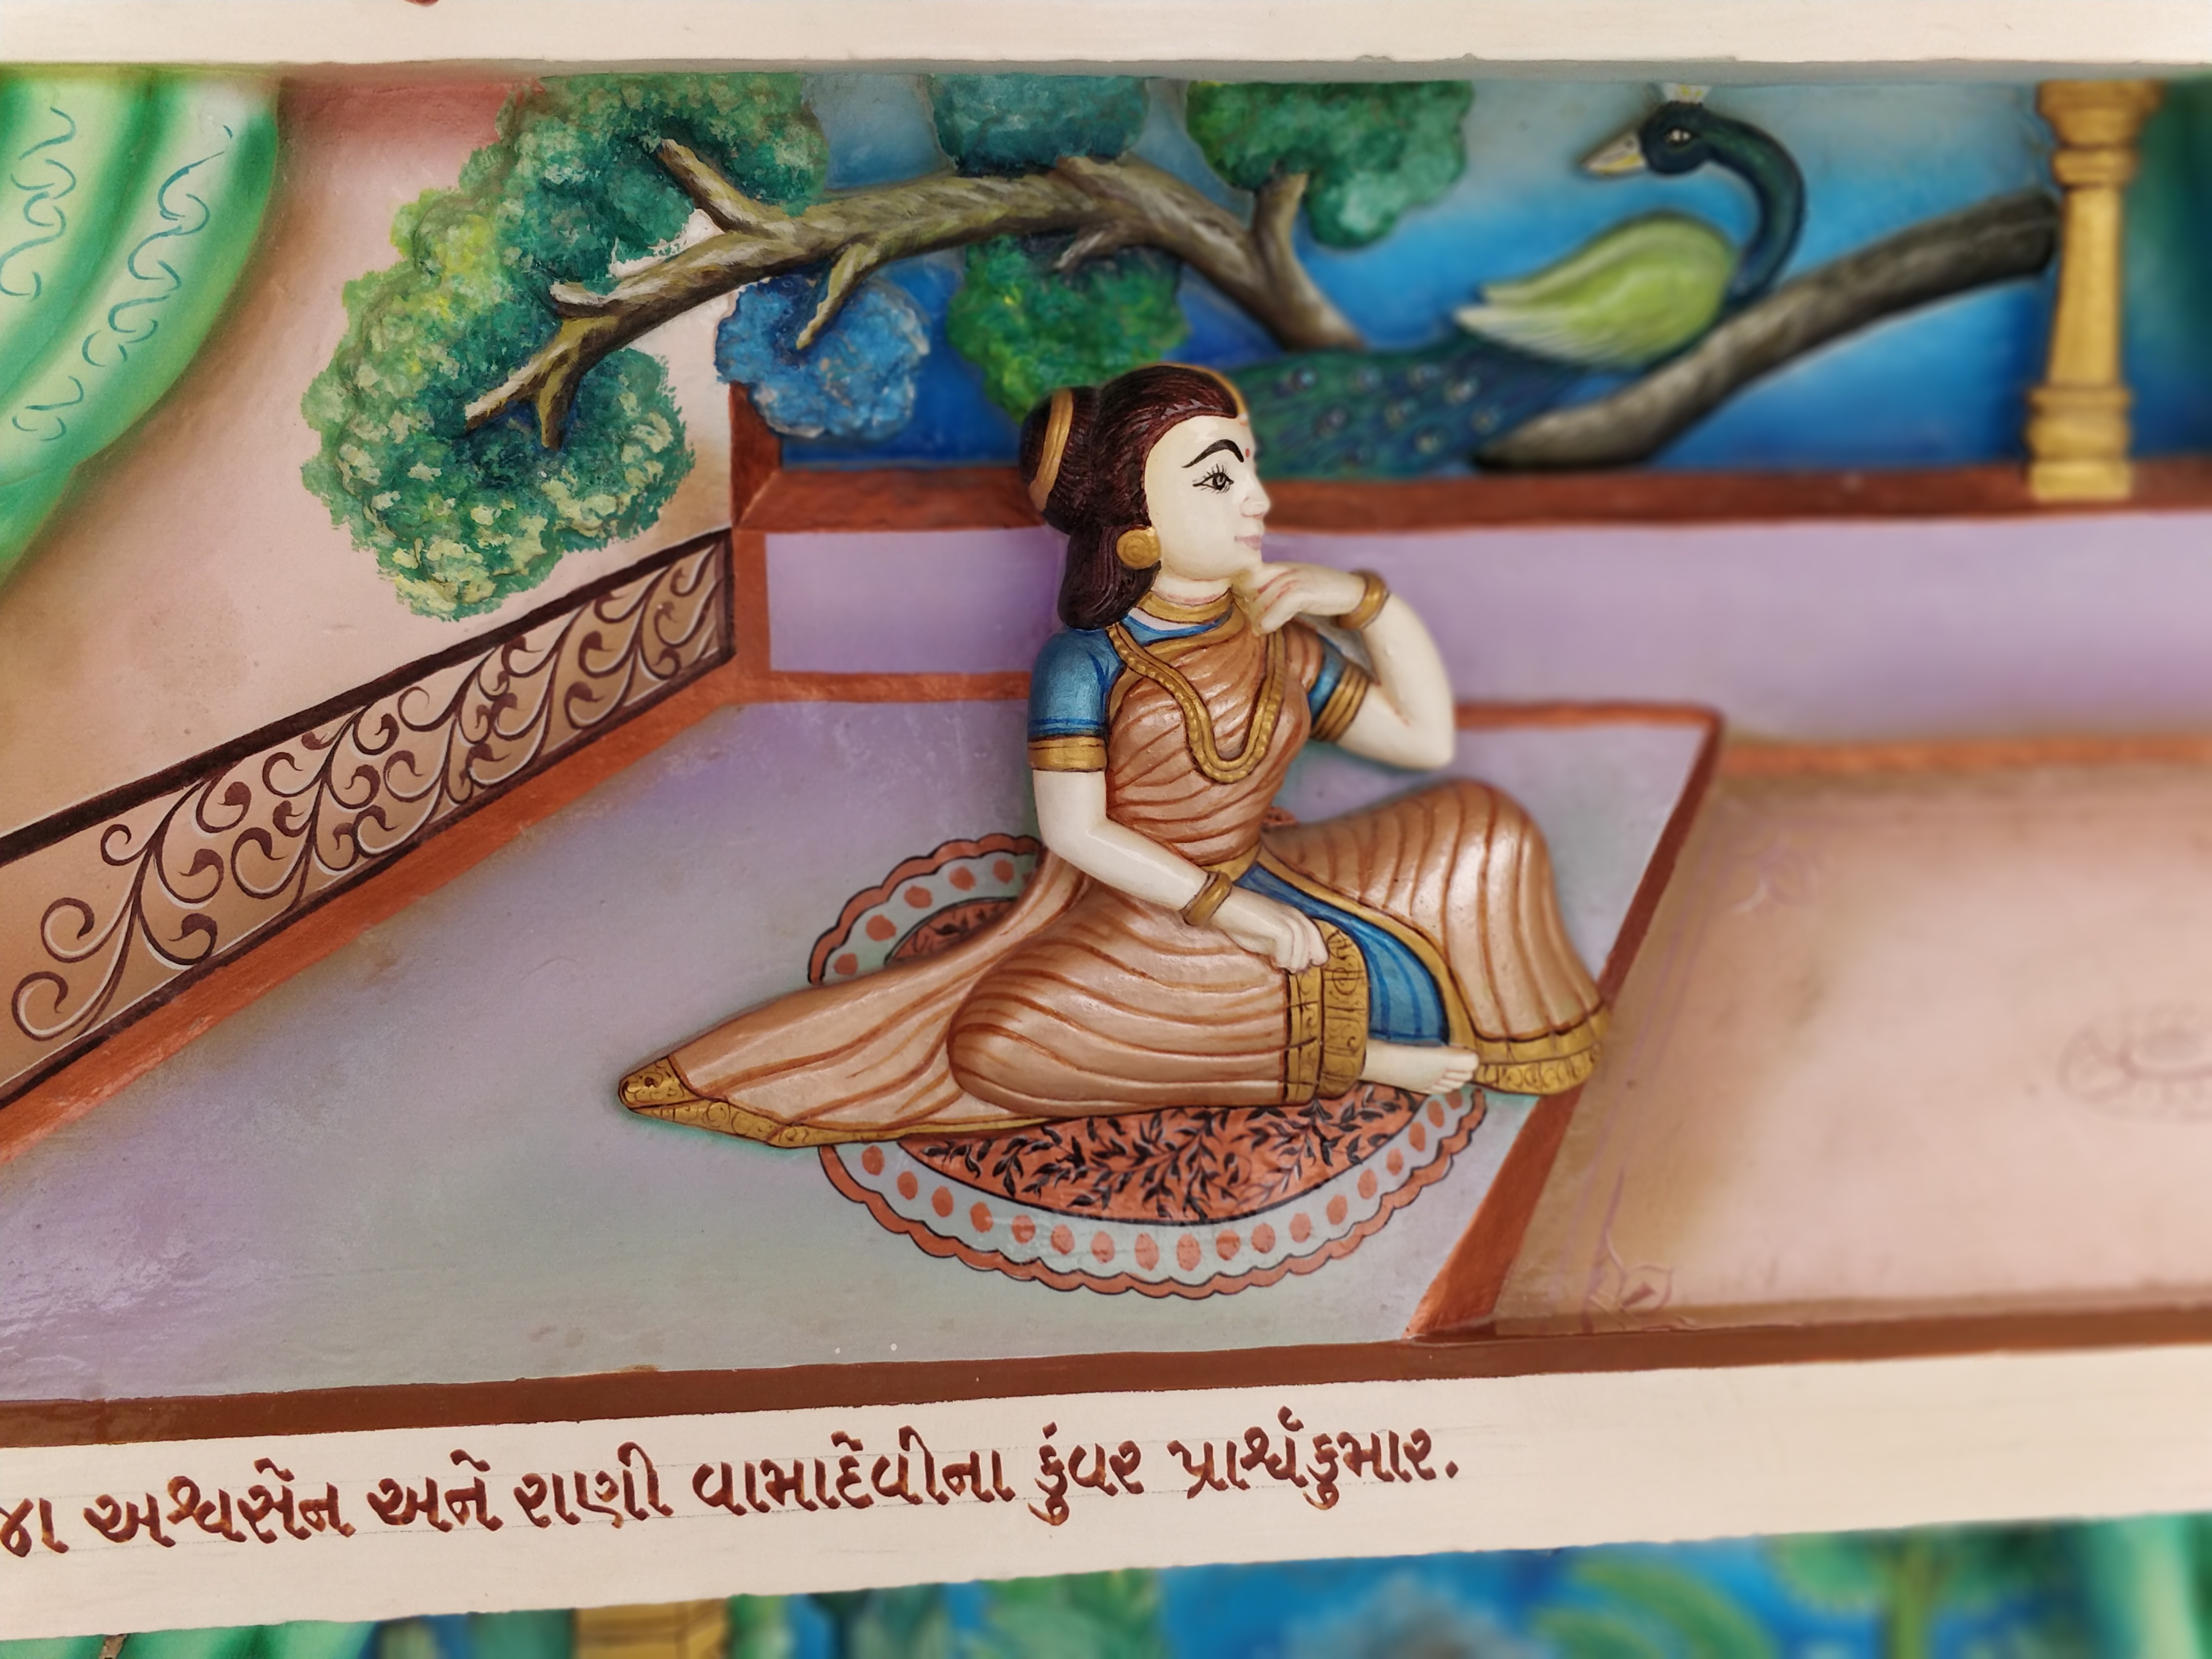 અશ્વસેન અને રાણી વામાદેવીના કુંવર પ્રાર્શ્વકુમાર.